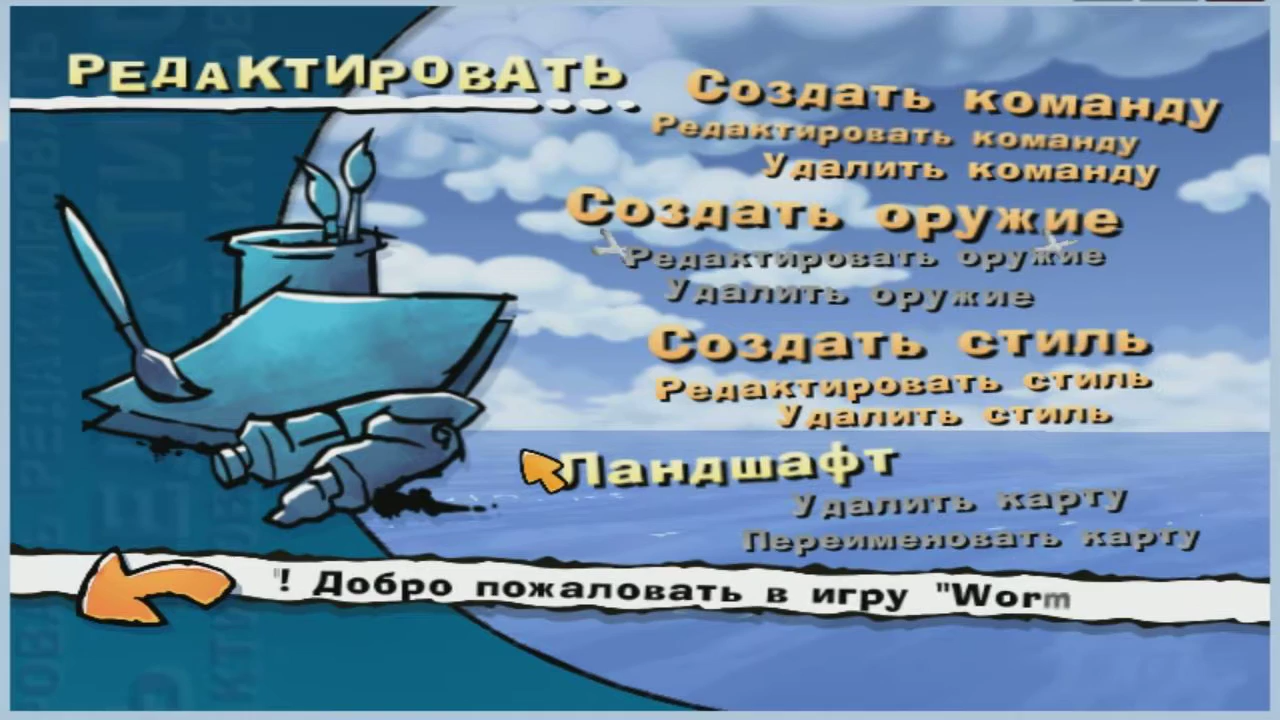 Редактировать
Создать команду
Редактировать команду
Удалить команду
Создать оружие
Редактировать оружие
Удалить оружие
Создать стиль
Редактировать стиль
Удалить стиль
Ландшафт
Удалить карту
Переименовать карту
! Добро пожаловать в игру "Worm